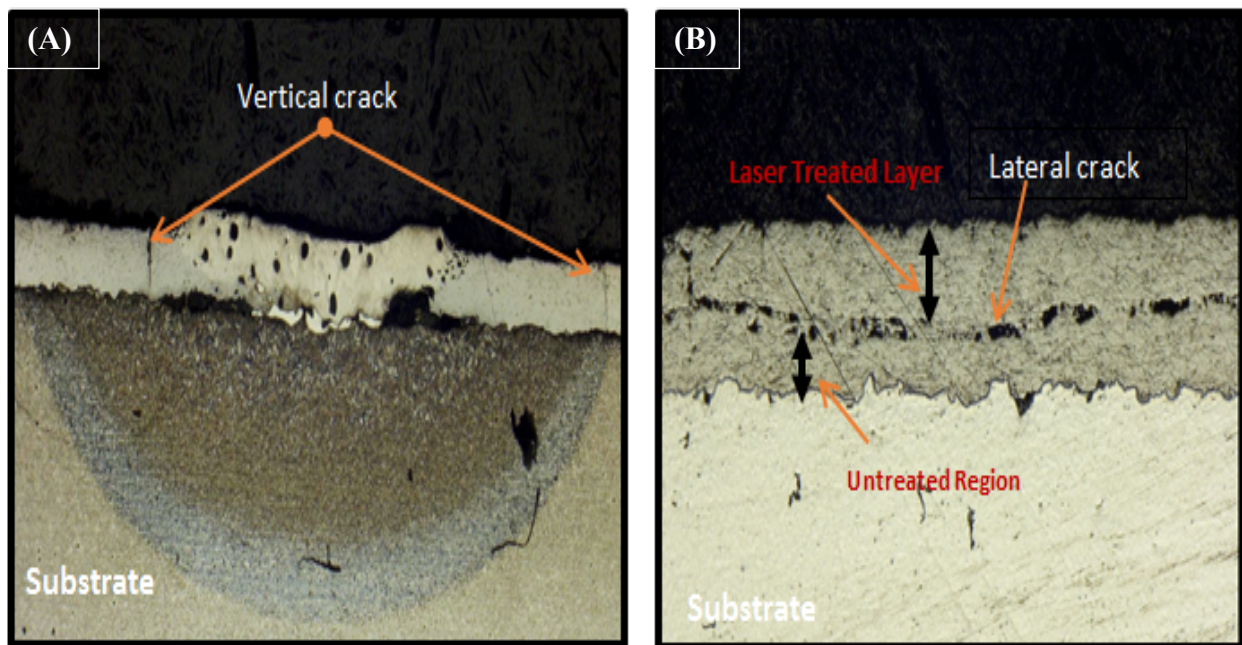 (A)
Vertical crack
Substrate
(B)
Laser Treated Layer
Lateral crack
Untreated Region
Substrate